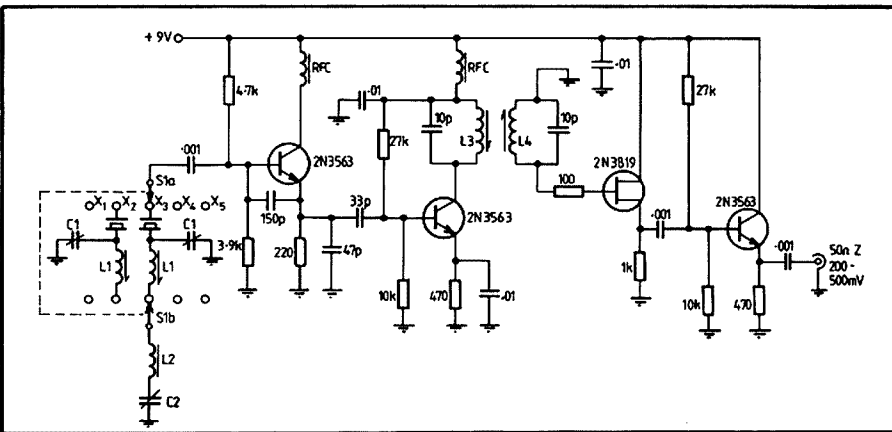 + 9V
RFC
RFC
·01
4·7k
·01
10p
L3
L4
10p
27k
27k
·001
2N3563
2N3819
2N3563
S1a
100
X1
X2
X3
X4
X5
150p
33p
2N3563
·001
·001
50Ω Z
200-
500mV
C1
C1
3·9k
220
47p
L1
L1
10k
470
·01
1k
10k
470
S1b
L2
C2